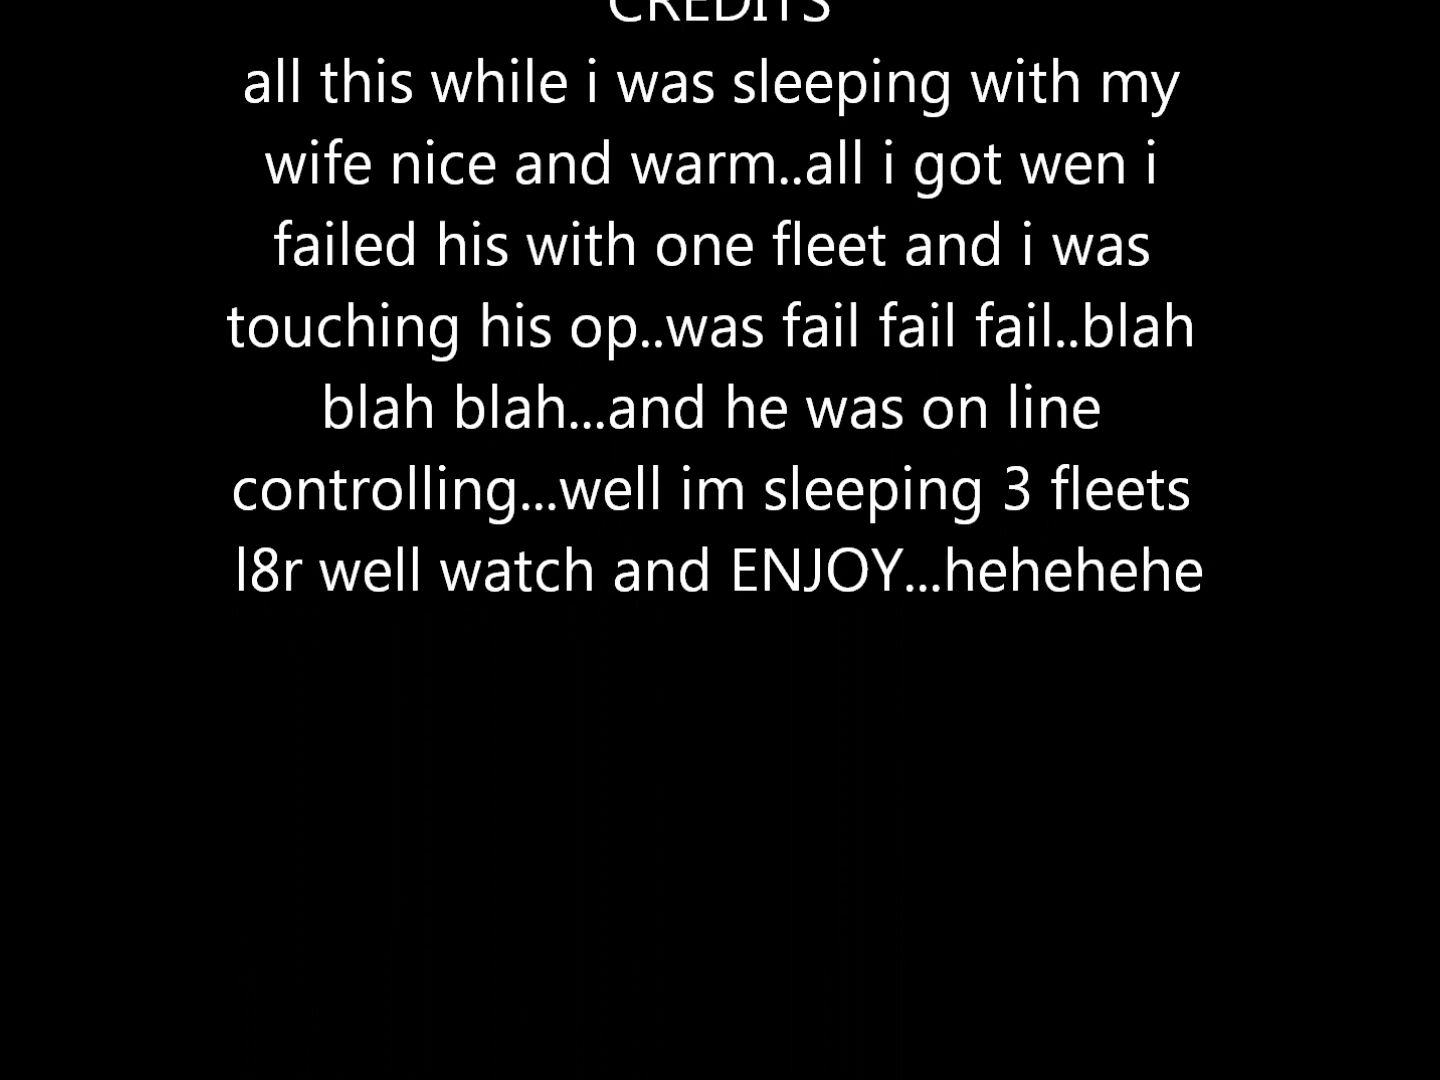 CREDITS
all this while i was sleeping with my
wife nice and warm..all i got wen i
failed his with one fleet and i was
touching his op..was fail fail fail..blah
blah blah...and he was on line
controlling...well im sleeping 3 fleets
l8r well watch and ENJOY...hehehehe